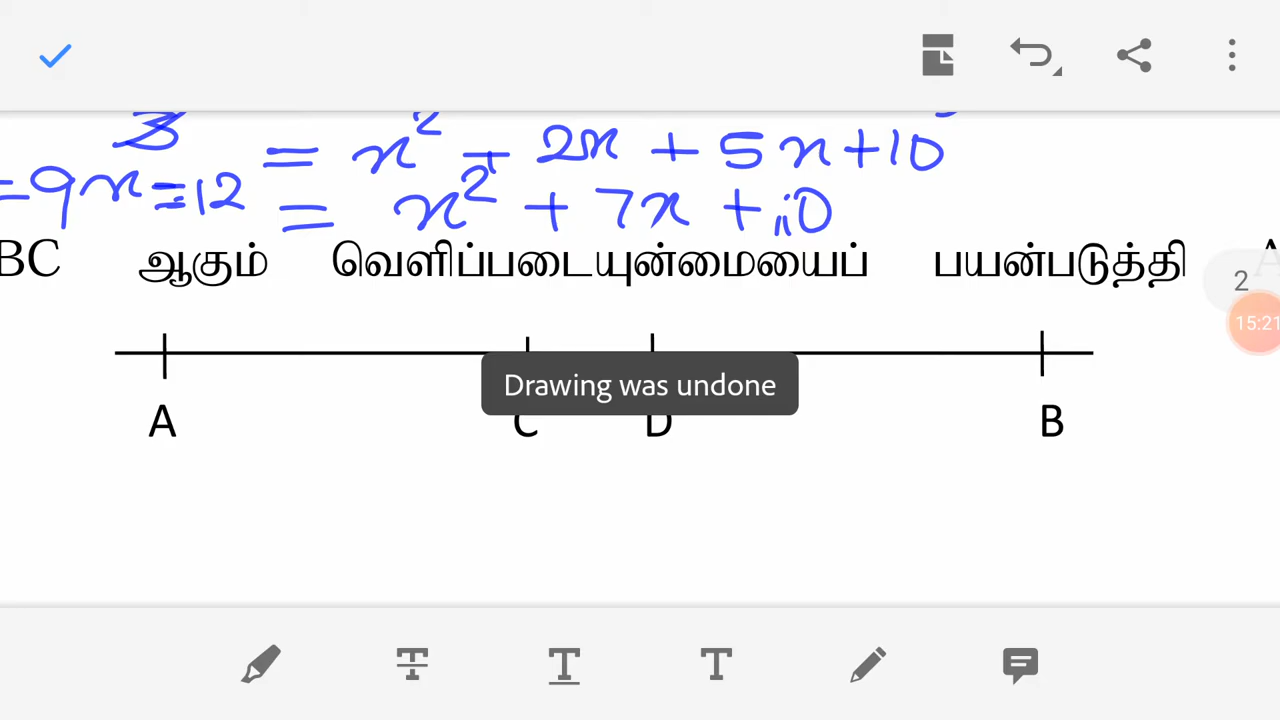 = x² + 2x + 5x + 10
= 9x = 12 = x² + 7x + 10
BC ஆகும் வெளிப்படையுன்மையைப் பயன்படுத்தி A
2
15:21
Drawing was undone
A C D B
T T T